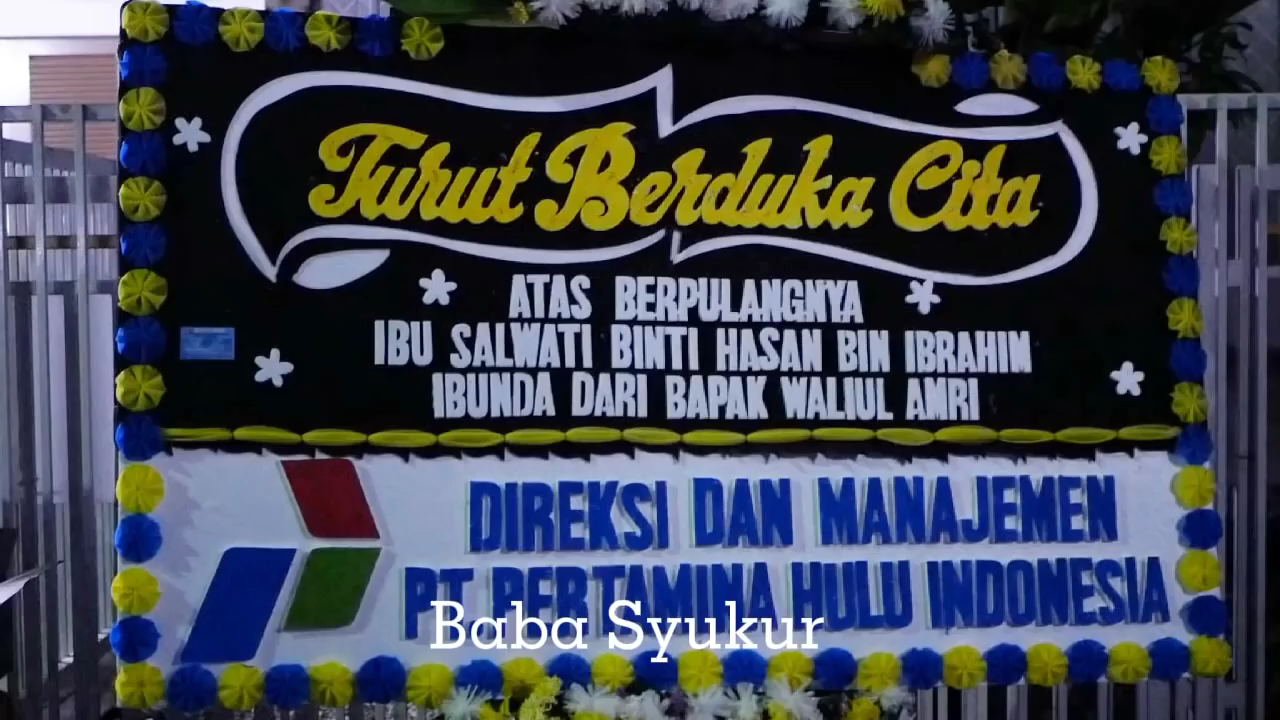 Turut Berduka Cita
ATAS BERPULANGNYA
IBU SALWATI BINTI HASAN BIN IBRAHIM
IBUNDA DARI BAPAK WALIUL AMRI
DIREKSI DAN MANAJEMEN
PT PERTAMINA HULU INDONESIA
Baba Syukur